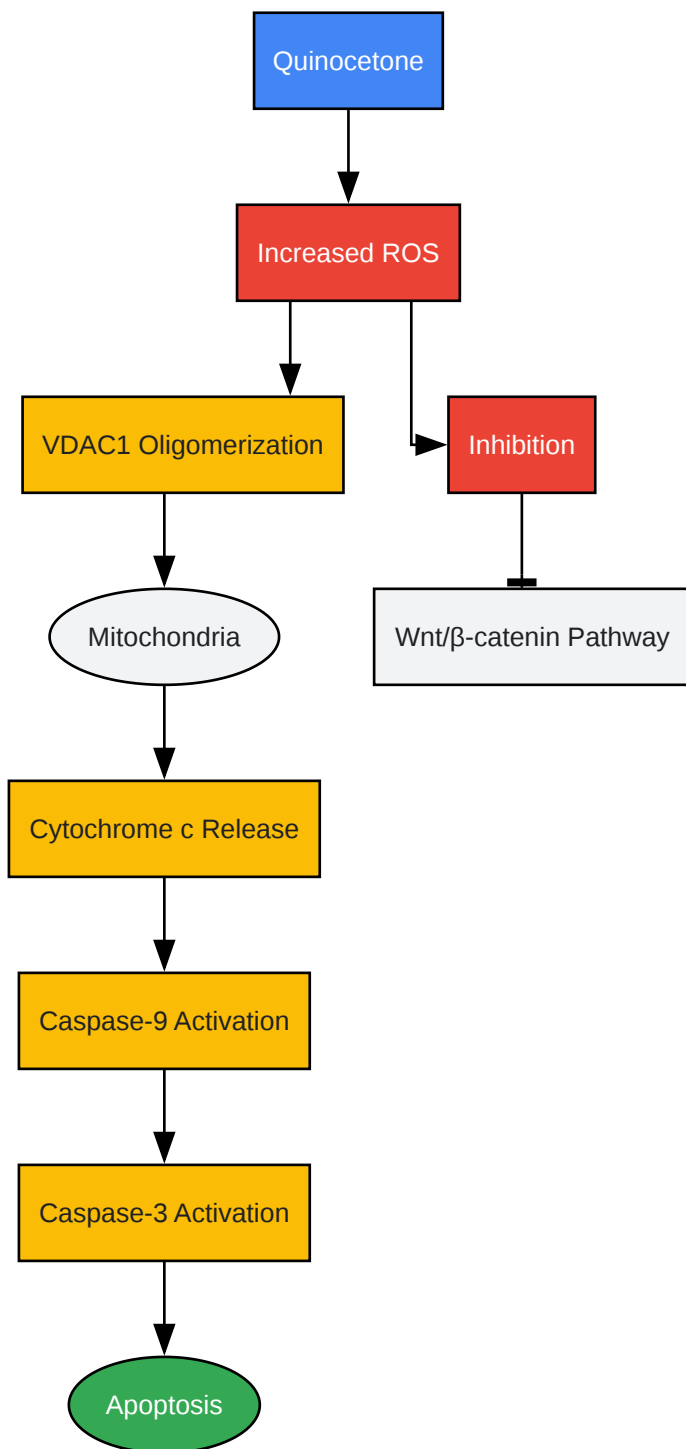 Quinocetone
Increased ROS
VDAC1 Oligomerization
Inhibition
Mitochondria
Wnt/β-catenin Pathway
Cytochrome c Release
Caspase-9 Activation
Caspase-3 Activation
Apoptosis